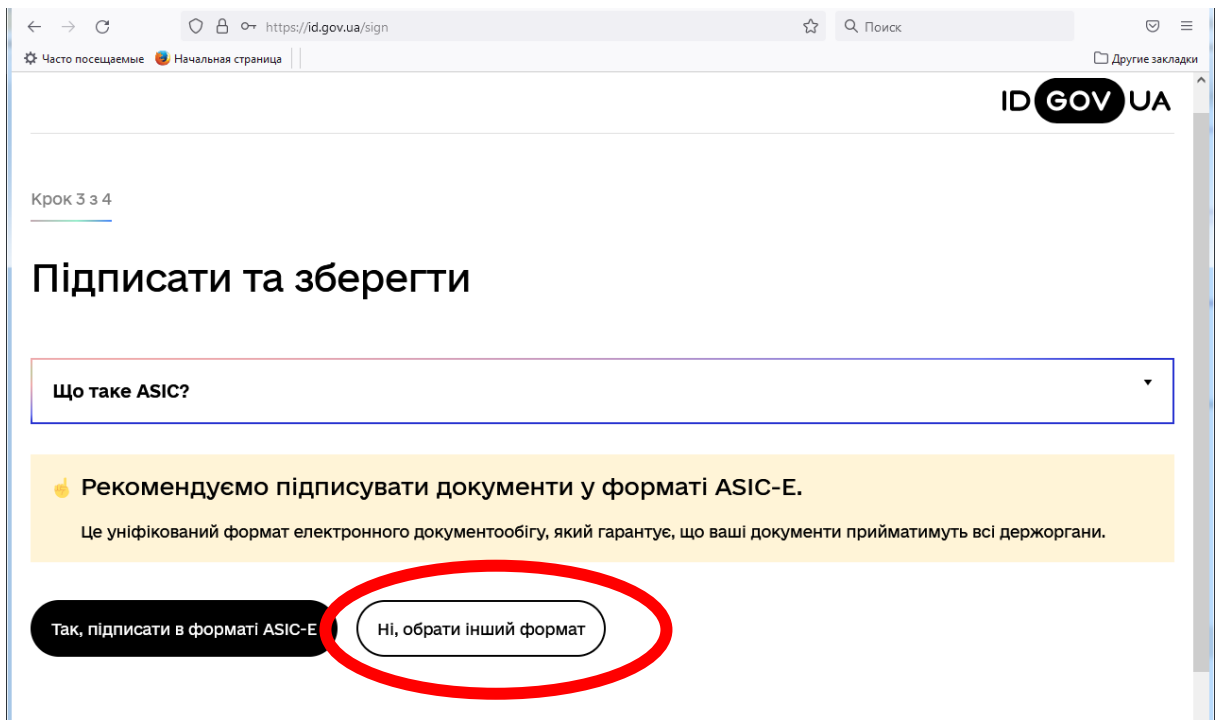 https://id.gov.ua/sign
Поиск
Часто посещаемые
Начальная страница
Другие закладки
ID GOV UA
Крок 3 з 4
Підписати та зберегти
Що таке ASIC?
Рекомендуємо підписувати документи у форматі ASIC-E.
Це уніфікований формат електронного документообігу, який гарантує, що ваші документи прийматимуть всі держоргани.
Так, підписати в форматі ASIC-E
Ні, обрати інший формат